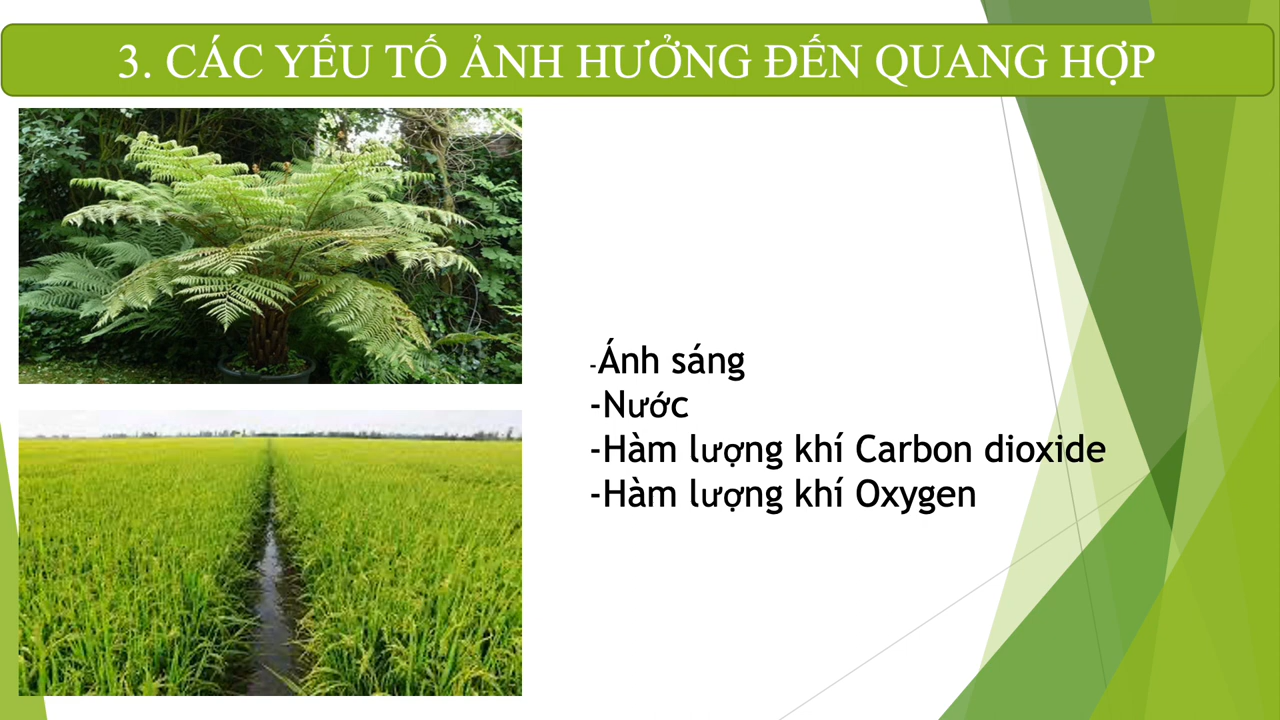 3. CÁC YẾU TỐ ẢNH HƯỞNG ĐẾN QUANG HỢP
-Ánh sáng
-Nước
-Hàm lượng khí Carbon dioxide
-Hàm lượng khí Oxygen